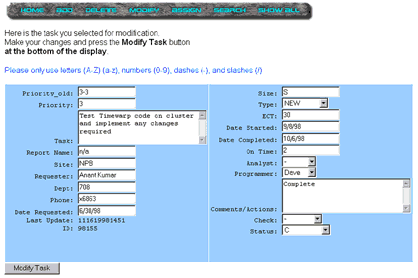 HOME ADD DELETE MODIFY ASSIGN SEARCH SHOW ALL
Here is the task you selected for modification.
Make your changes and press the Modify Task button
at the bottom of the display.
Please only use letters (A-Z) (a-z), numbers (0-9), dashes (-), and slashes (/)
Priority_old: 3-3
Priority: 3
Task: Test Timewarp code on cluster
and implement any changes
required
Report Name: n/a
Site: NPS
Requester: Anant Kumar
Dept: 708
Phone: x6863
Date Requested: 6/30/98
Last Update: 111619981451
ID: 98155
Size: S
Type: NEW
ECT: 30
Date Started: 9/8/98
Date Completed: 10/6/98
On Time: 2
Analyst: -
Programmer: Dave
Comments/Actions: Complete
Check: -
Status: C
Modify Task